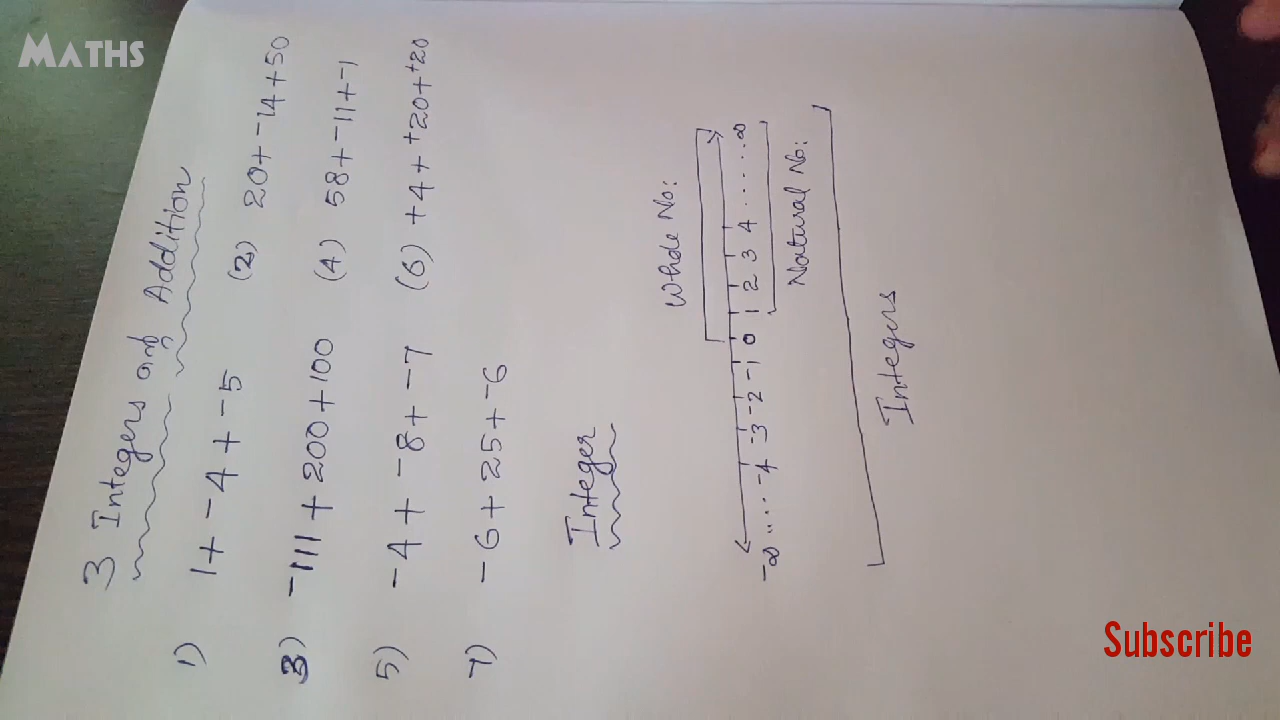 MATHS
3 Integers ന്റെ Addition
1) 1 + ⁻4 + ⁻5 (2) 20 + ⁻14 + 50
3) ⁻111 + 200 + 100 (4) 58 + ⁻11 + ⁻1
5) ⁻4 + ⁻8 + ⁻7 (6) +4 + ⁺20 + ⁺20
7) ⁻6 + 25 + ⁻6
Integer
Whole No:
-∞ ... -4 -3 -2 -1 0 1 2 3 4 ...... ∞
Natural No:
Integers
Subscribe